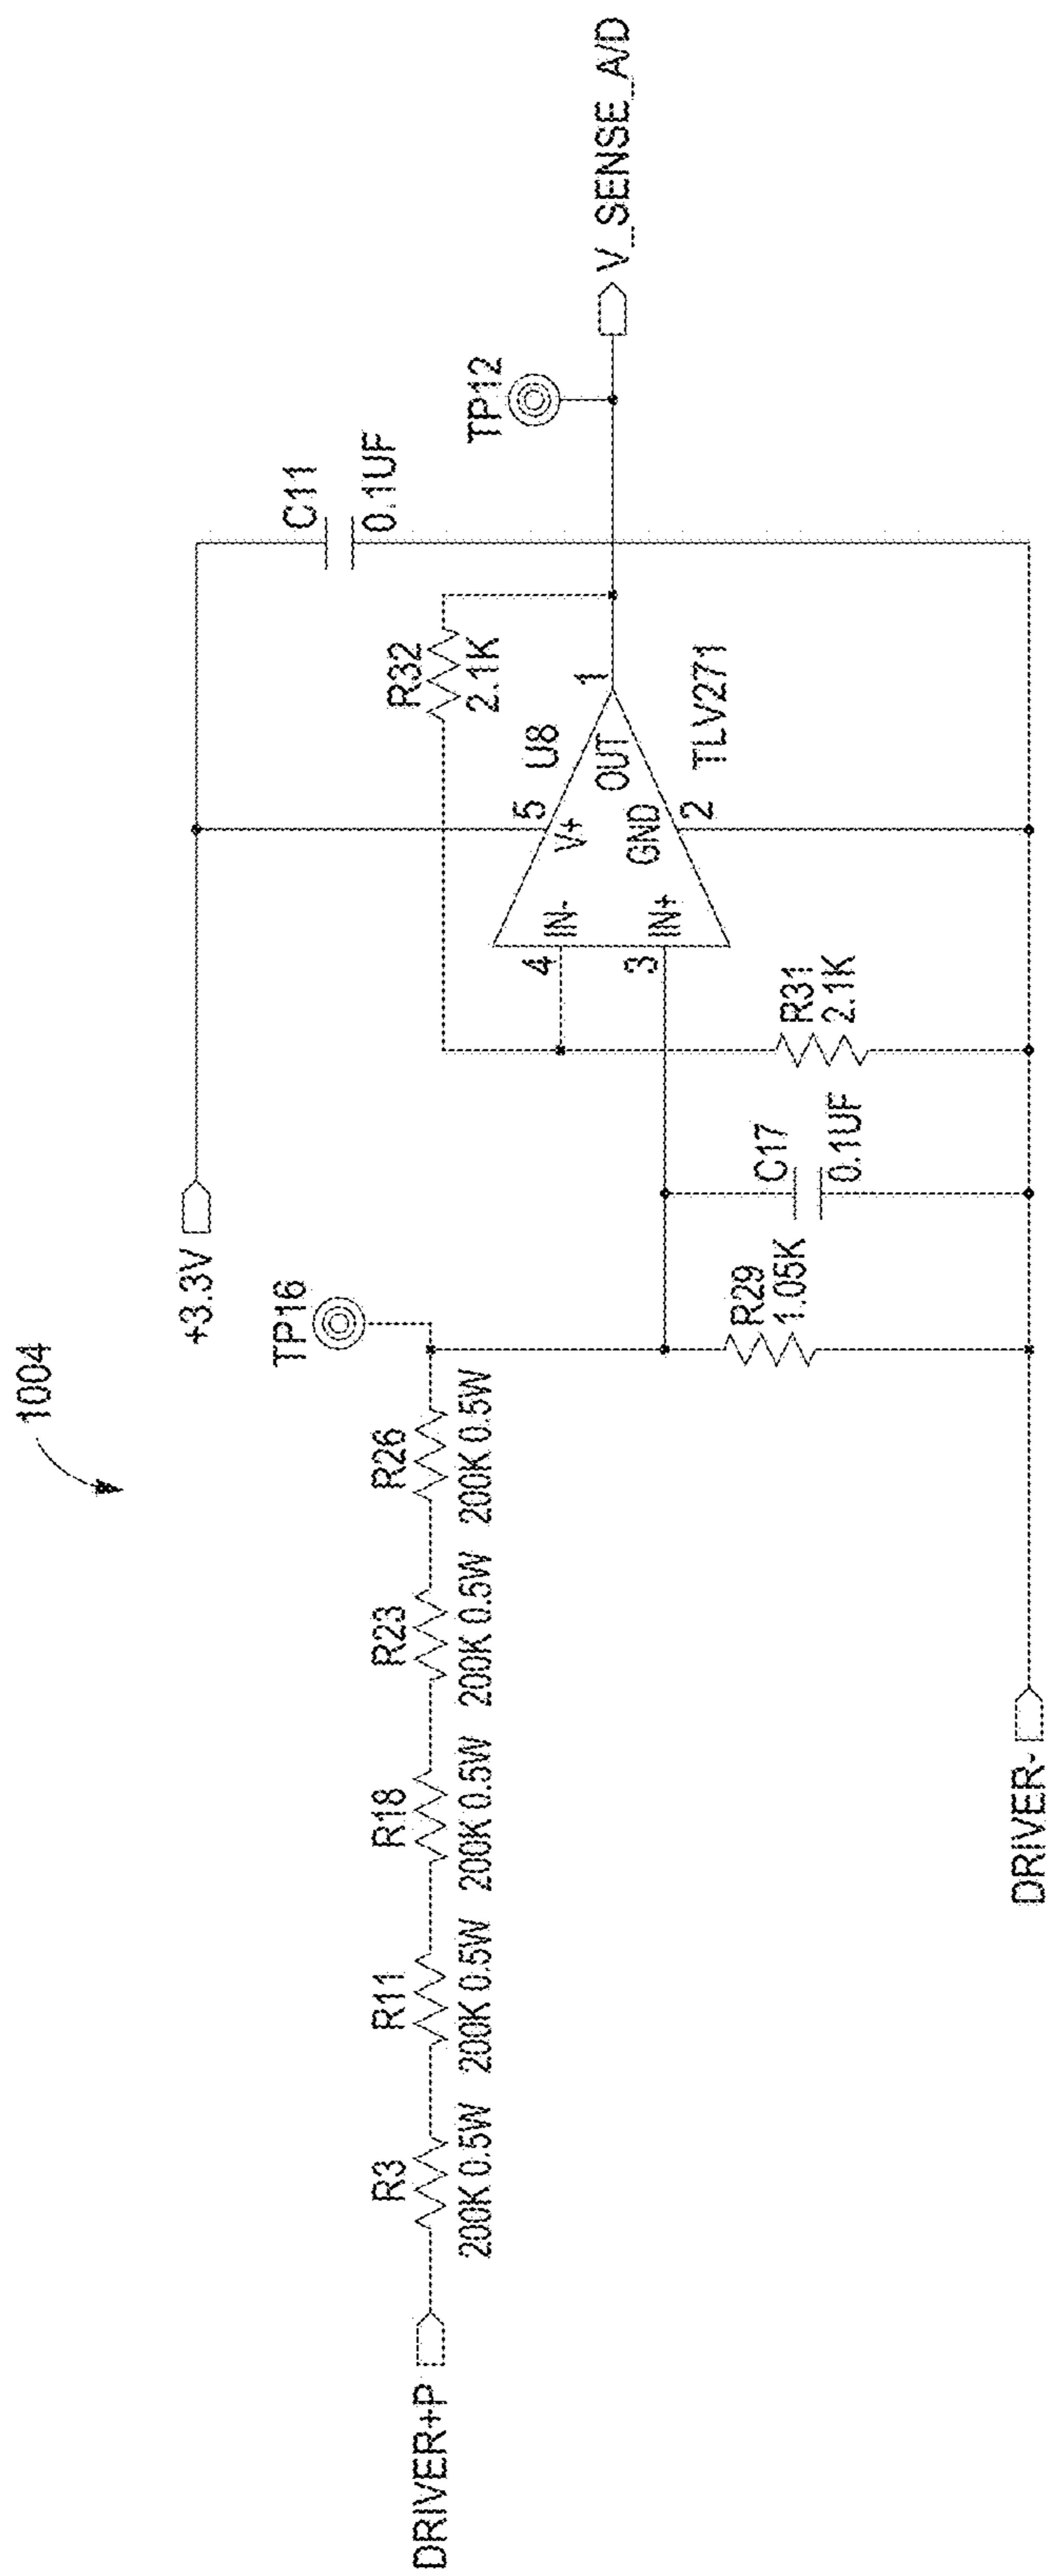 1004
+3.3V
C11
0.1UF
TP16
TP12
R32
2.1K
DRIVER+P
R3
200K 0.5W
R11
200K 0.5W
R18
200K 0.5W
R23
200K 0.5W
R26
200K 0.5W
U8
5
V+
4
IN-
OUT
1
V_SENSE_A/D
3
IN+
GND
2
TLV271
R29
1.05K
C17
0.1UF
R31
2.1K
DRIVER-